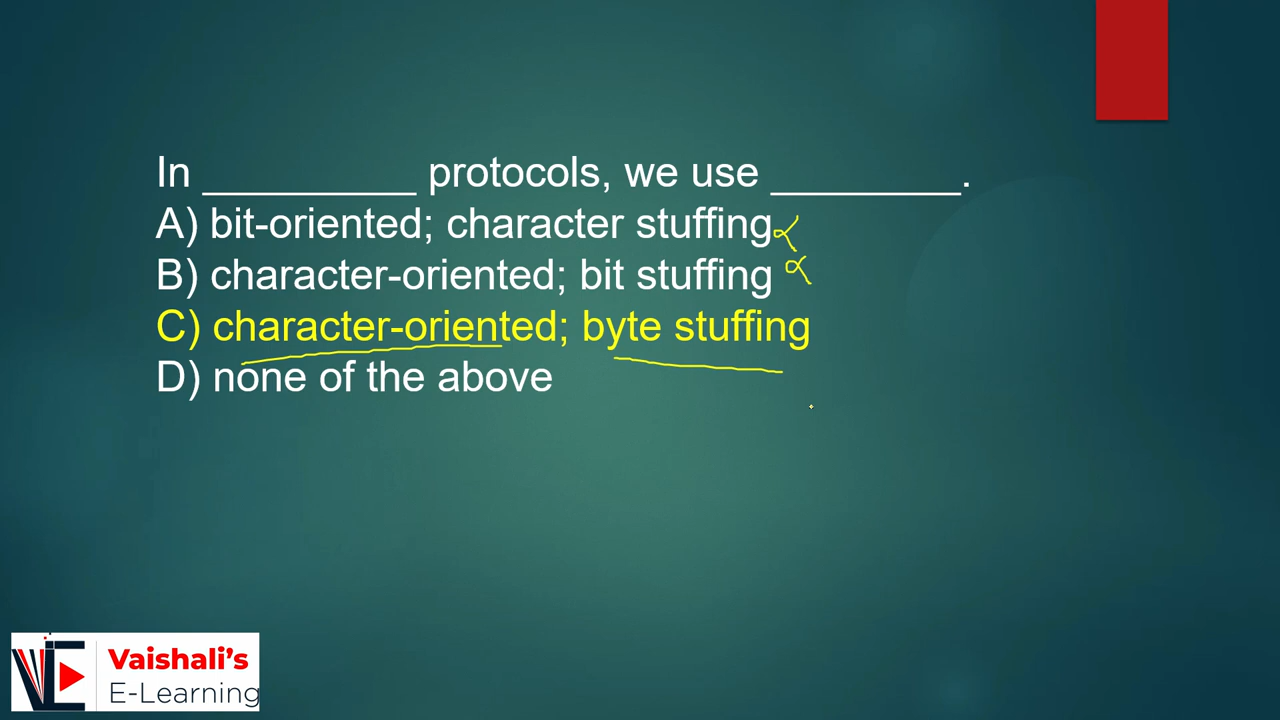 In _________ protocols, we use ________.
A) bit-oriented; character stuffing
B) character-oriented; bit stuffing
C) character-oriented; byte stuffing
D) none of the above
Vaishali's
E-Learning